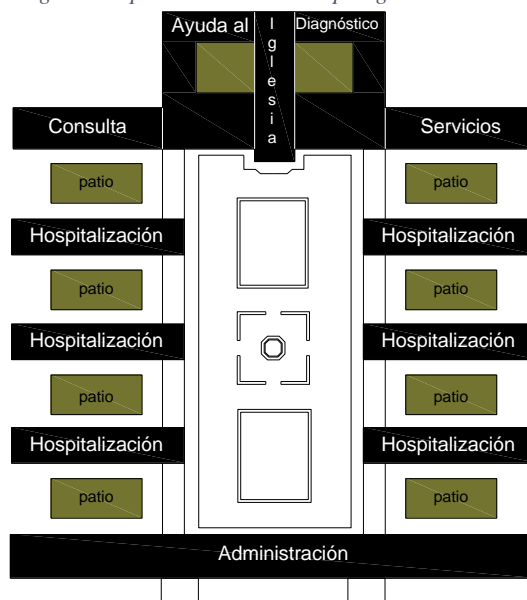 Ayuda al Diagnóstico
Iglesia
Consulta Servicios
patio patio
Hospitalización Hospitalización
patio patio
Hospitalización Hospitalización
patio patio
Hospitalización Hospitalización
patio patio
Administración